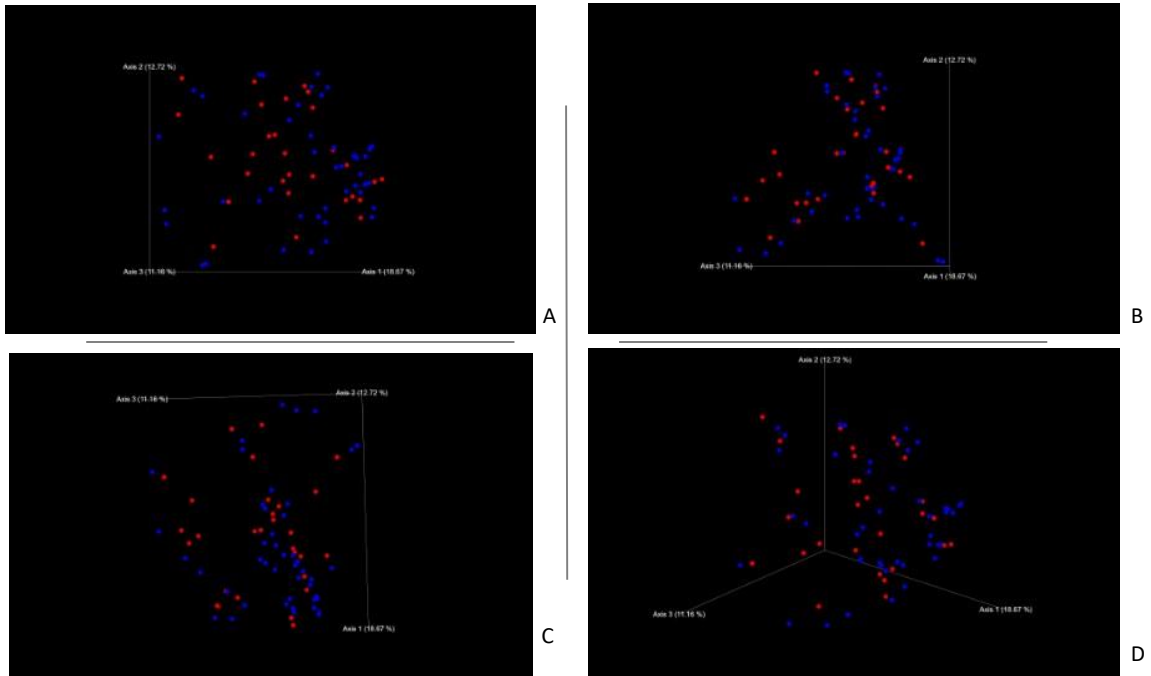 Axis 2 (12.72 %)
Axis 3 (11.16 %)
Axis 1 (18.67 %)
A
Axis 2 (12.72 %)
Axis 3 (11.16 %)
Axis 1 (18.67 %)
B
Axis 3 (11.16 %)
Axis 2 (12.72 %)
Axis 1 (18.67 %)
C
Axis 2 (12.72 %)
Axis 3 (11.16 %)
Axis 1 (18.67 %)
D